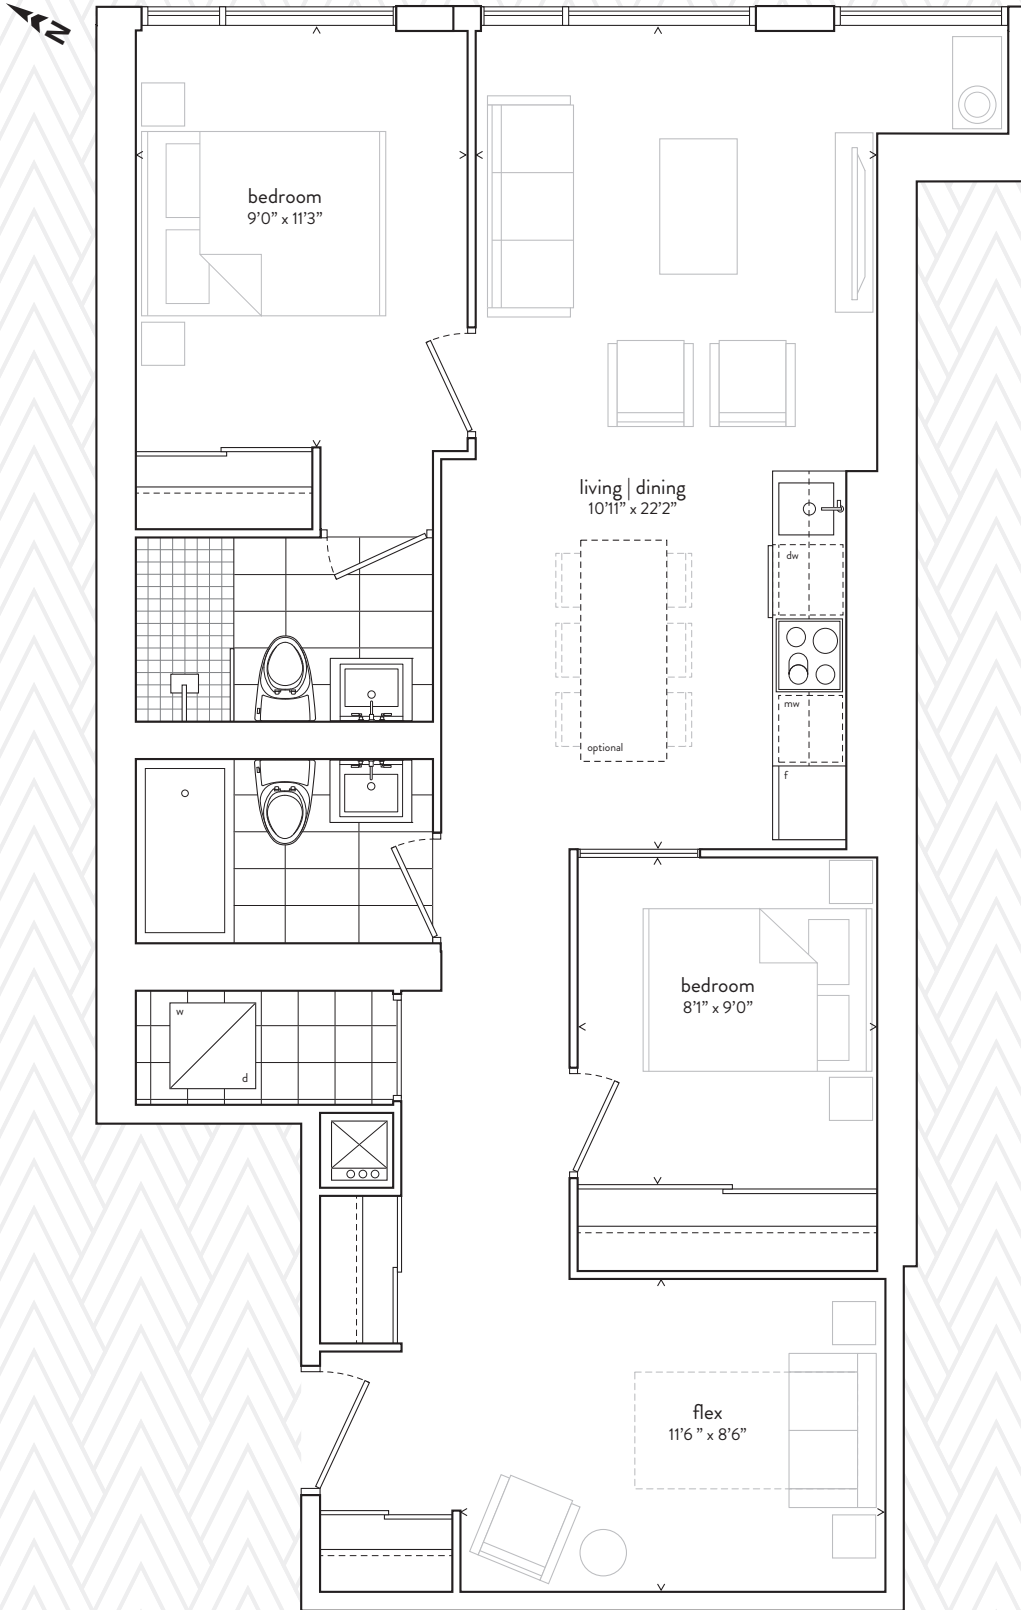 N
bedroom
9’0” x 11’3”
living | dining
10’11” x 22’2”
dw
mw
optional
f
bedroom
8’1” x 9’0”
w
d
flex
11’6 ” x 8’6”